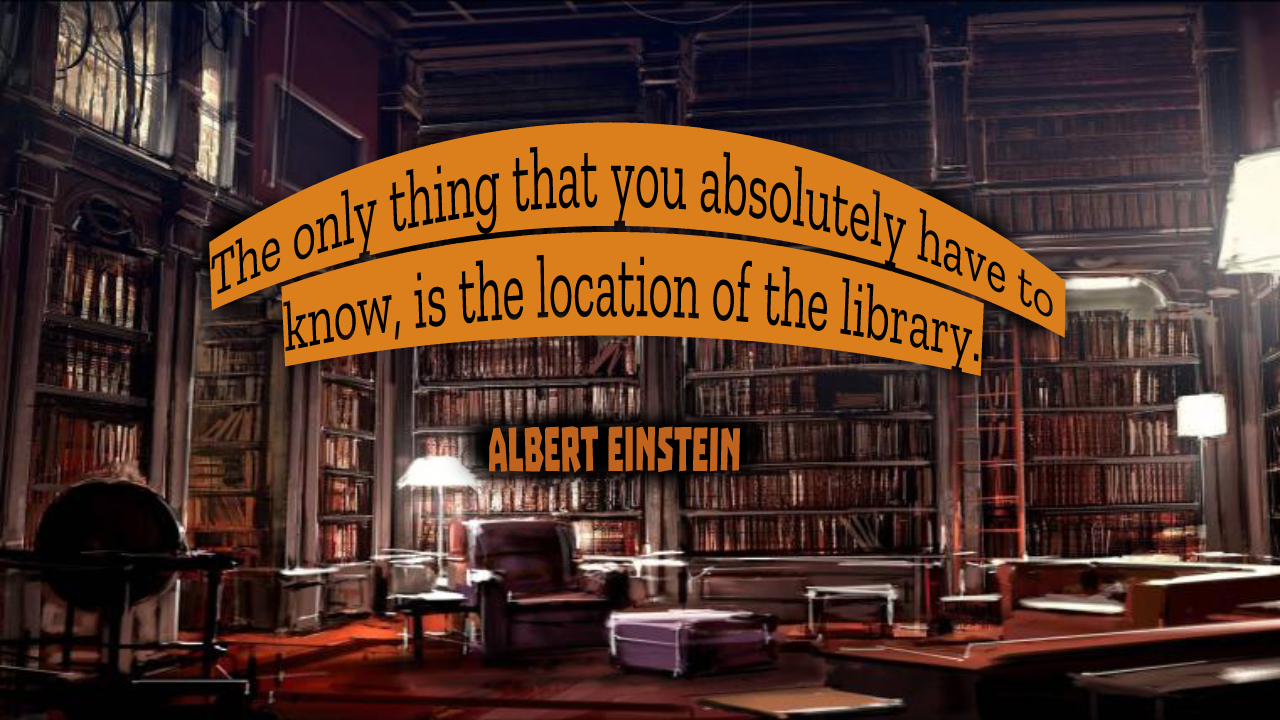 The only thing that you absolutely have to
know, is the location of the library.
ALBERT EINSTEIN